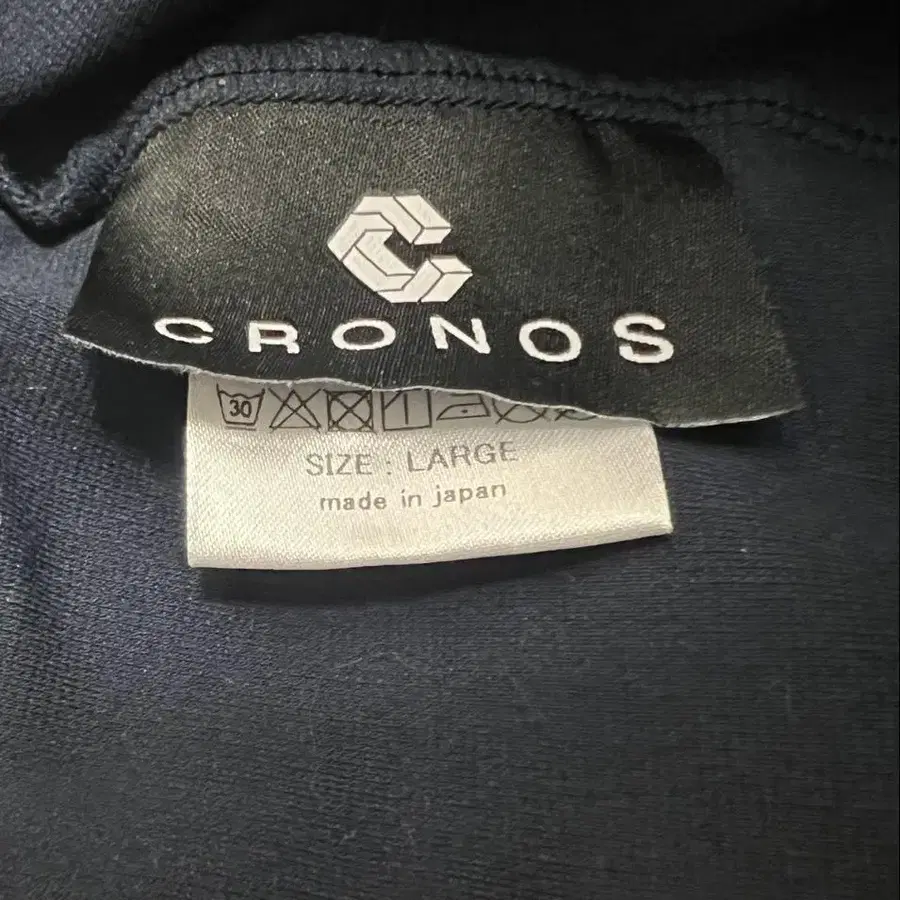 CRONOS
30
SIZE : LARGE
made in japan